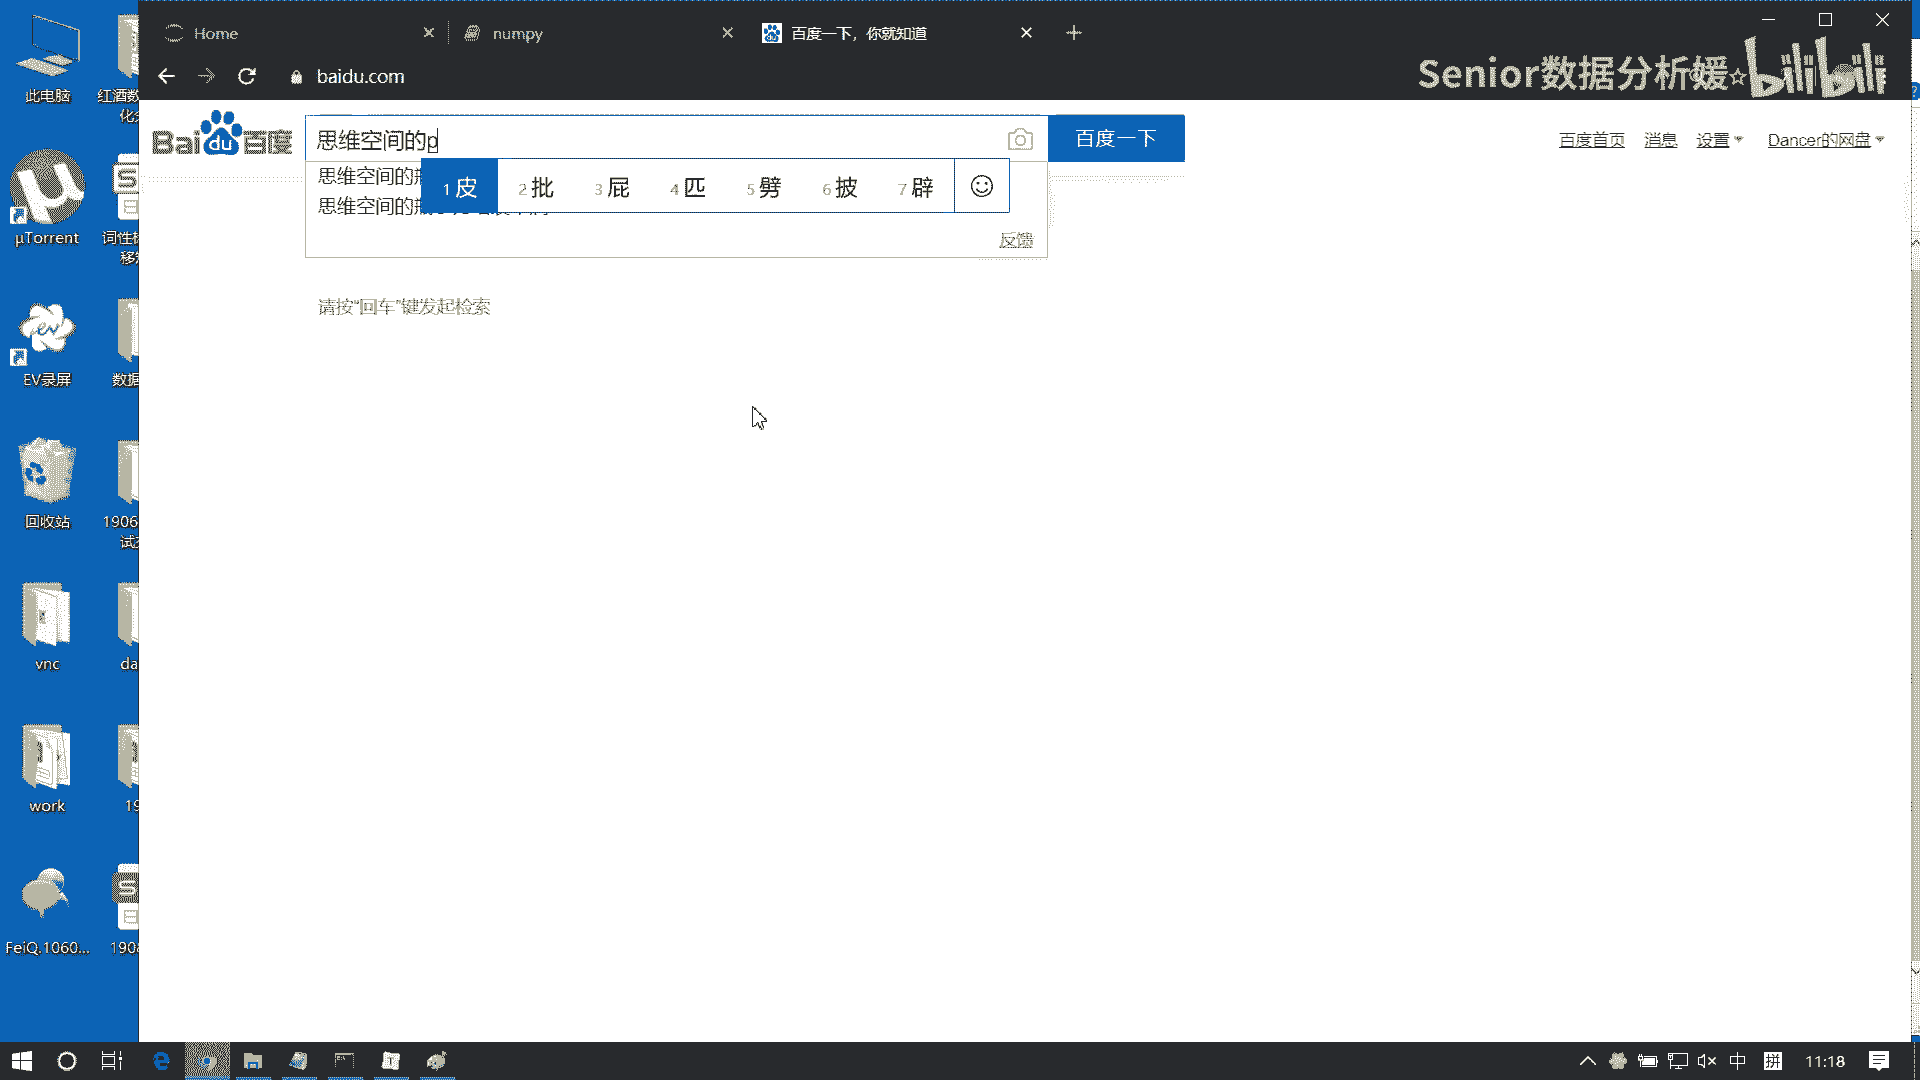 Home
numpy
百度一下，你就知道
baidu.com
Senior数据分析媛
bilibili
此电脑
红酒数
化
Bai du 百度
思维空间的p
百度一下
百度首页
消息
设置
Dancer的网盘
思维空间的
1 皮 2 批 3 屁 4 匹 5 劈 6 披 7 辟
思维空间的
反馈
请按"回车"键发起检索
μTorrent
词性
移
EV录屏
数据
回收站
1906
试
vnc
da
work
19
FeiQ.1060...
190
中
拼
11:18